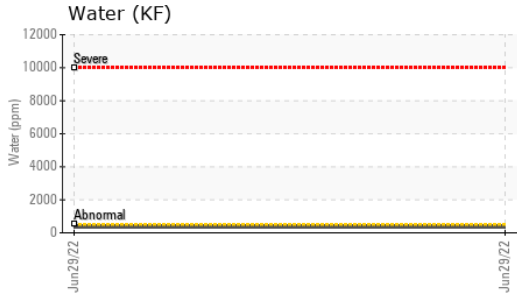 Water (KF)
12000
Severe
10000
8000
Water (ppm)
6000
4000
2000
Abnormal
0
Jun29/22
Jun29/22